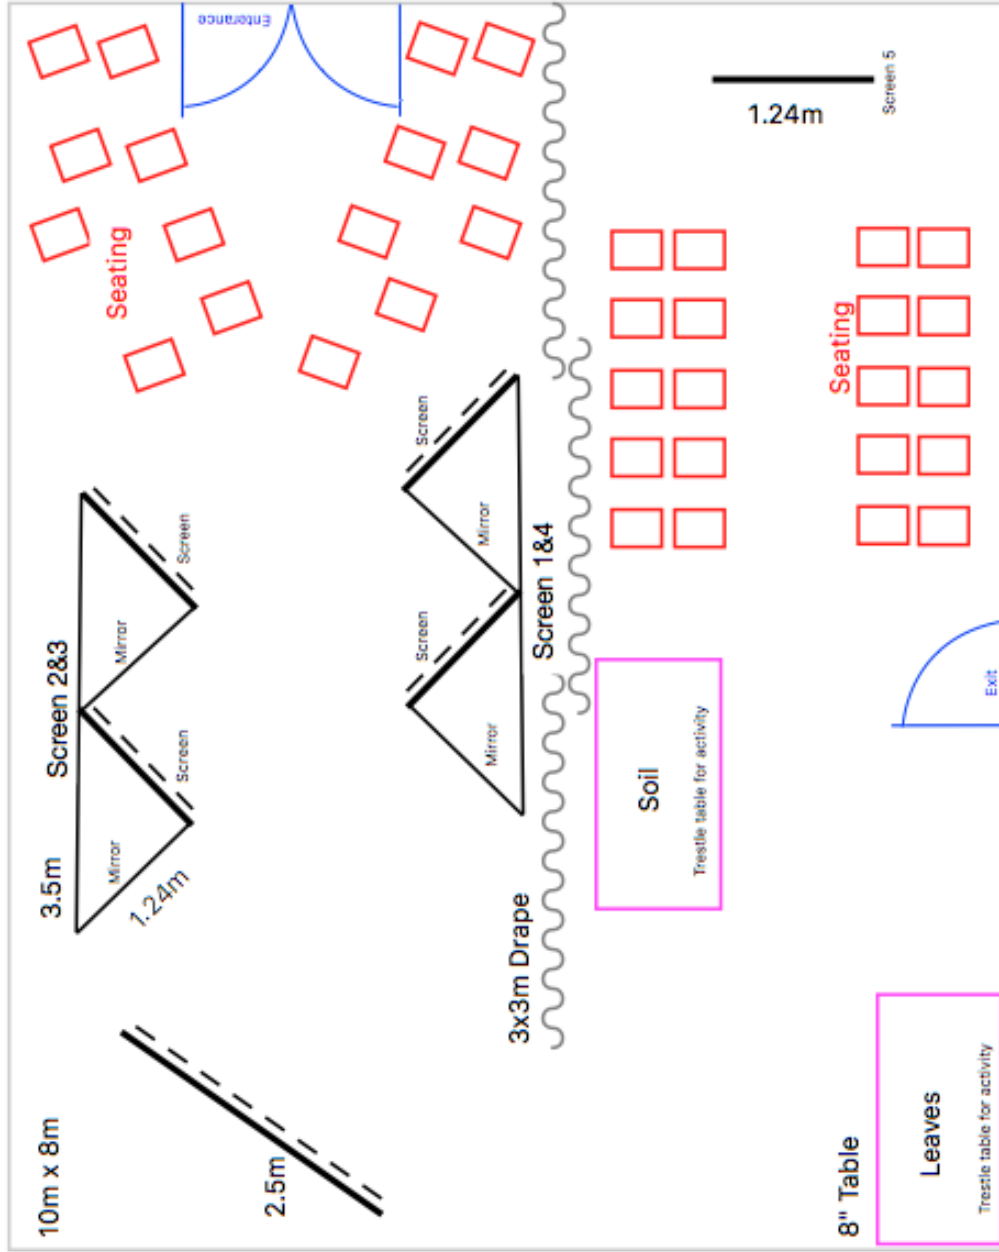 Enterance
Screen 5
1.24m
Seating
Seating
Screen
Screen
Mirror
Screen 1&4
Screen 2&3
Mirror
Screen
Screen
Exit
Mirror
Soil
Trestle table for activity
3.5m
Mirror
1.24m
3x3m Drape
10m x 8m
2.5m
8" Table
Leaves
Trestle table for activity